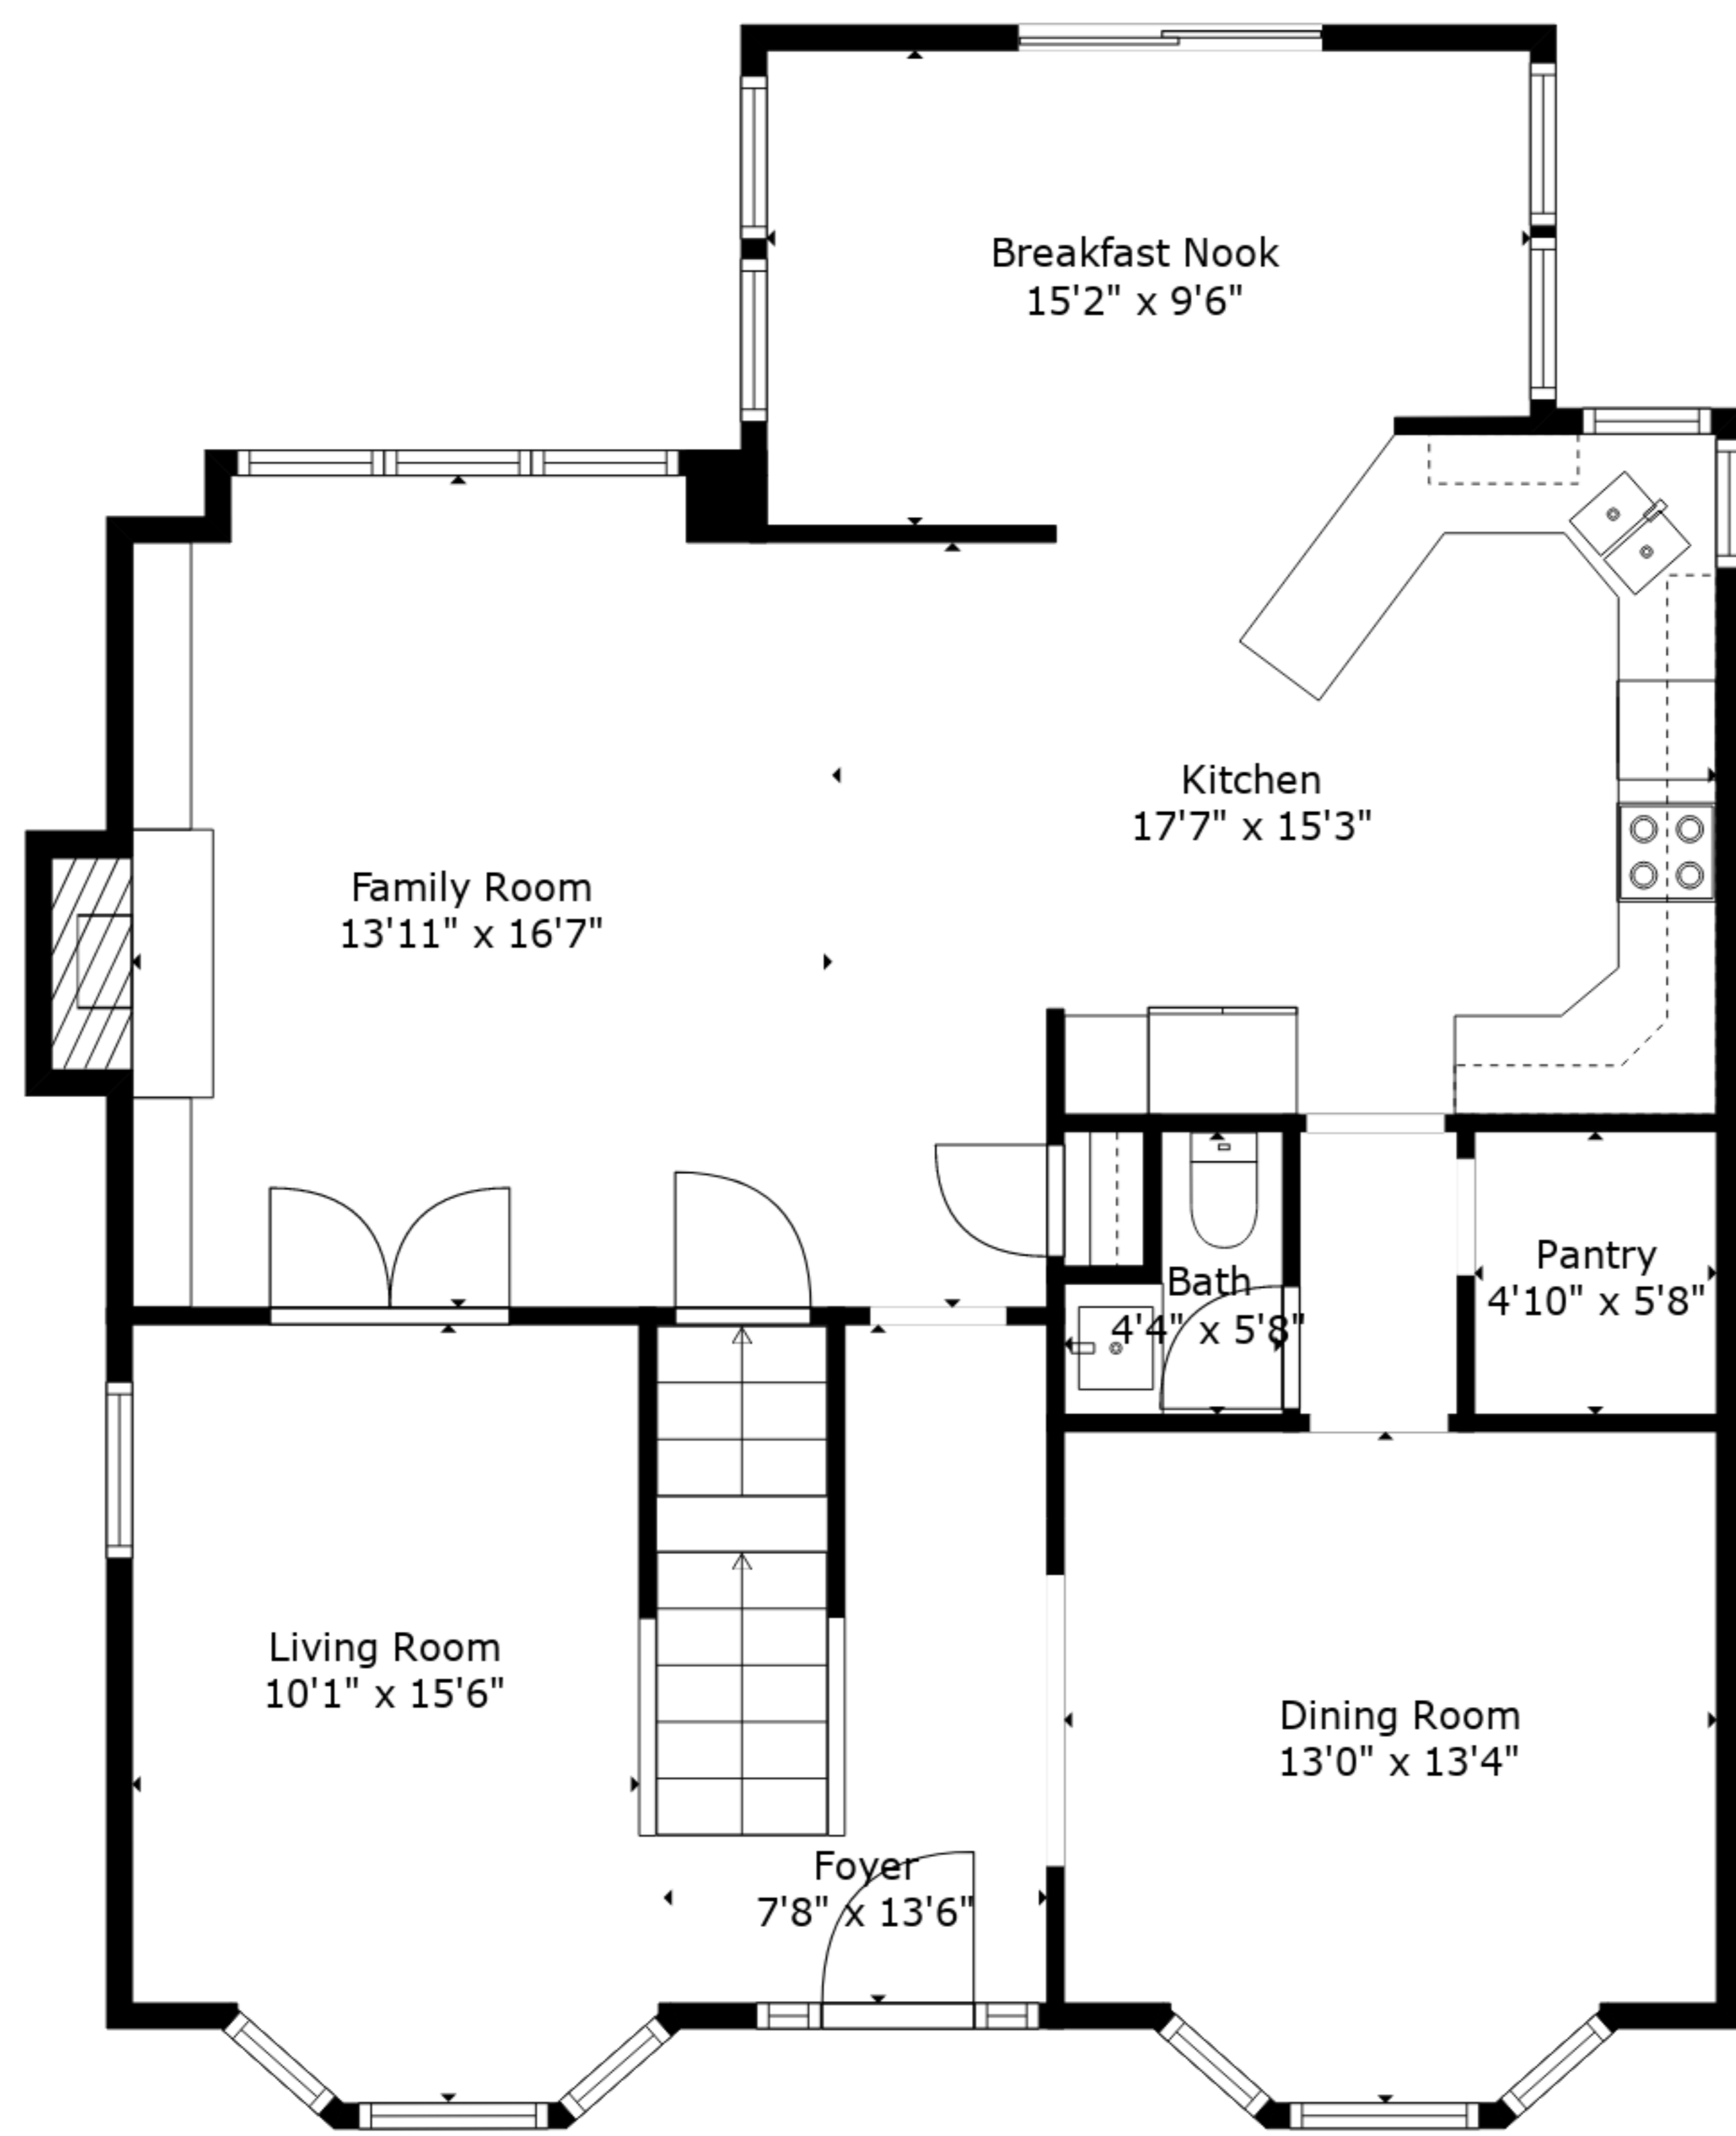 Breakfast Nook
15'2" x 9'6"
Kitchen
17'7" x 15'3"
Family Room
13'11" x 16'7"
Pantry
4'10" x 5'8"
Bath
4'4" x 5'8"
Living Room
10'1" x 15'6"
Dining Room
13'0" x 13'4"
Foyer
7'8" x 13'6"